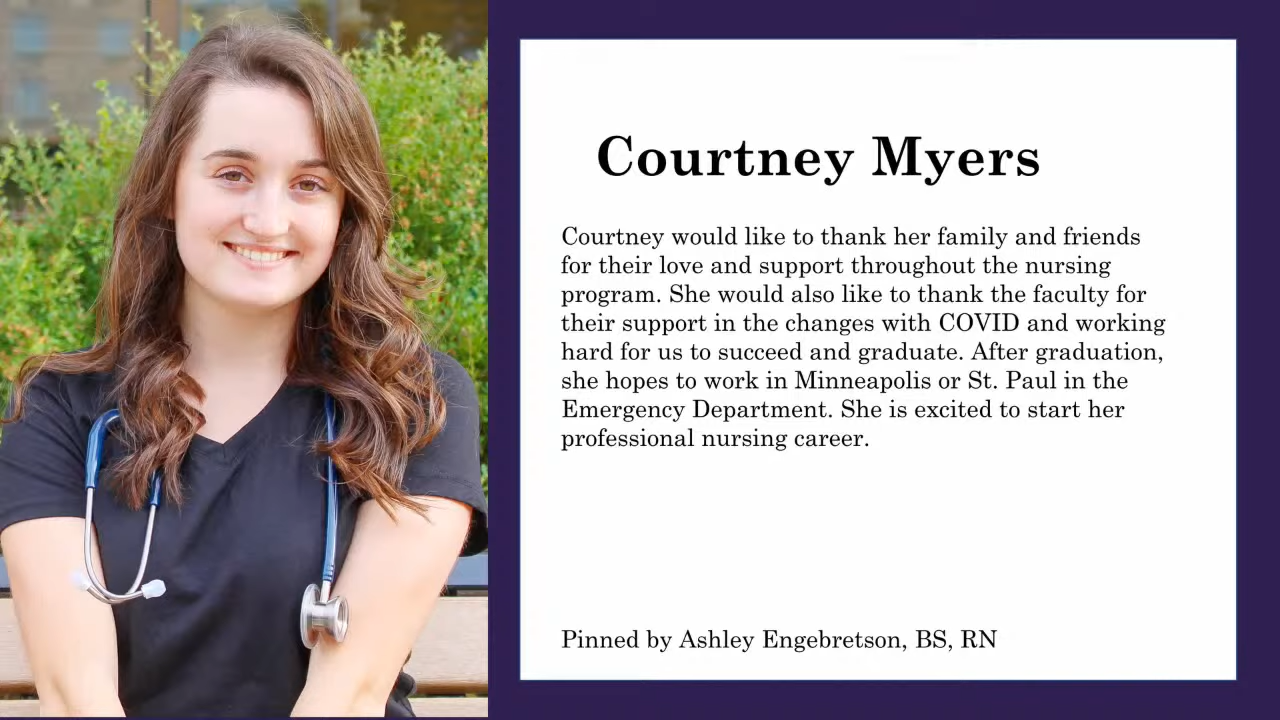 Courtney Myers
Courtney would like to thank her family and friends
for their love and support throughout the nursing
program. She would also like to thank the faculty for
their support in the changes with COVID and working
hard for us to succeed and graduate. After graduation,
she hopes to work in Minneapolis or St. Paul in the
Emergency Department. She is excited to start her
professional nursing career.
Pinned by Ashley Engebretson, BS, RN